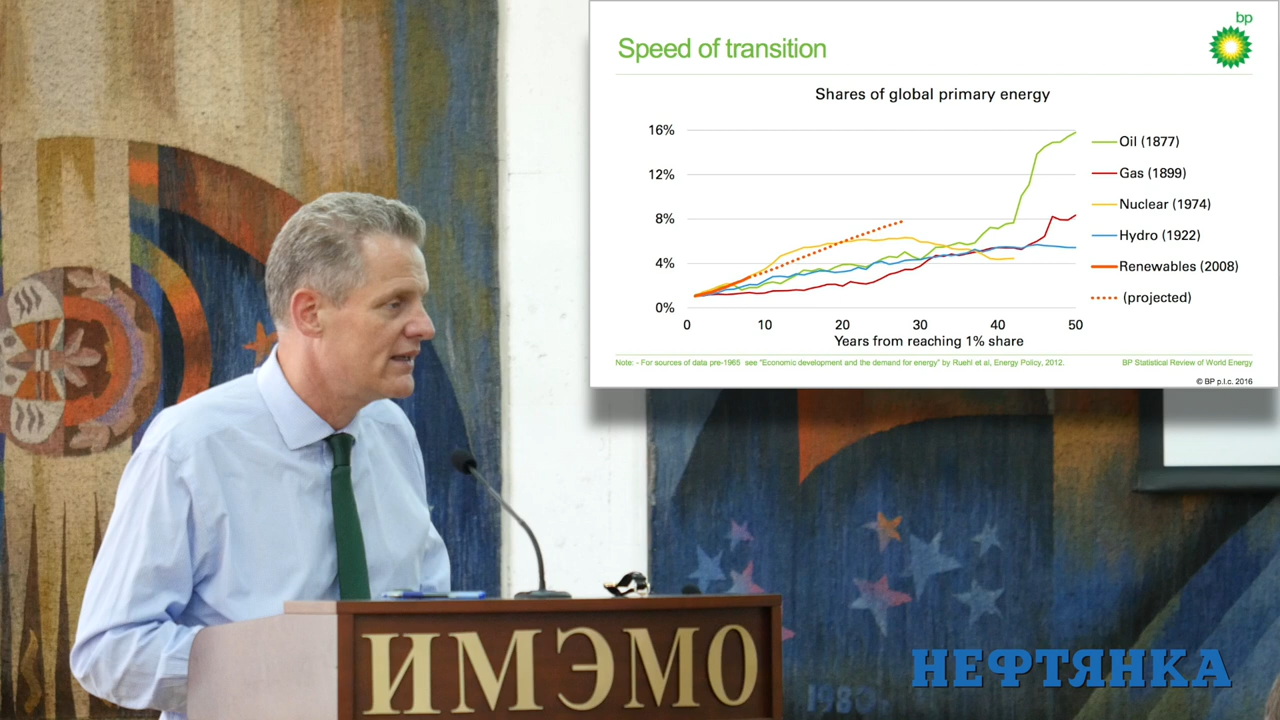 bp
Speed of transition
Shares of global primary energy
16%
12%
8%
4%
0%
0 10 20 30 40 50
Years from reaching 1% share
Oil (1877)
Gas (1899)
Nuclear (1974)
Hydro (1922)
Renewables (2008)
(projected)
Note: - For sources of data pre-1965 see "Economic development and the demand for energy" by Ruehl et al, Energy Policy, 2012.
BP Statistical Review of World Energy
© BP p.l.c. 2016
ИМЭМО
НЕФТЯНКА